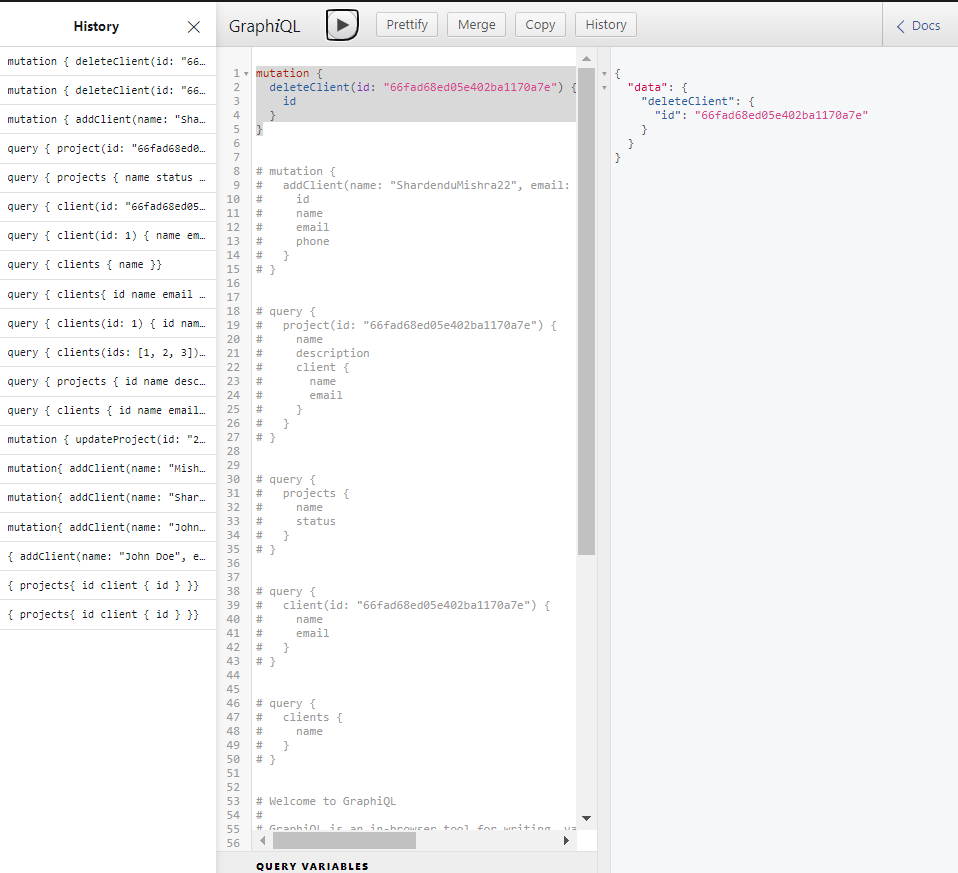 History
mutation { deleteClient(id: "66…
mutation { deleteClient(id: "66…
mutation { addClient(name: "Sha…
query { project(id: "66fad68ed0…
query { projects { name status …
query { client(id: "66fad68ed05…
query { client(id: 1) { name em…
query { clients { name }}
query { clients{ id name email …
query { clients(id: 1) { id nam…
query { clients(ids: [1, 2, 3])…
query { projects { id name desc…
query { clients { id name email…
mutation { updateProject(id: "2…
mutation{ addClient(name: "Mish…
mutation{ addClient(name: "Shar…
mutation{ addClient(name: "John…
{ addClient(name: "John Doe", e…
{ projects{ id client { id } }}
{ projects{ id client { id } }}
GraphiQL
Prettify
Merge
Copy
History
Docs
1 mutation {
2   deleteClient(id: "66fad68ed05e402ba1170a7e") {
3     id
4   }
5 }
6
7
8 # mutation {
9 #   addClient(name: "ShardenduMishra22", email:
10 #     id
11 #     name
12 #     email
13 #     phone
14 #   }
15 # }
16
17
18 # query {
19 #   project(id: "66fad68ed05e402ba1170a7e") {
20 #     name
21 #     description
22 #     client {
23 #       name
24 #       email
25 #     }
26 #   }
27 # }
28
29
30 # query {
31 #   projects {
32 #     name
33 #     status
34 #   }
35 # }
36
37
38 # query {
39 #   client(id: "66fad68ed05e402ba1170a7e") {
40 #     name
41 #     email
42 #   }
43 # }
44
45
46 # query {
47 #   clients {
48 #     name
49 #   }
50 # }
51
52
53 # Welcome to GraphiQL
54 #
55 # GraphiQL is an in-browser tool for writing, va
56
QUERY VARIABLES
{
  "data": {
    "deleteClient": {
      "id": "66fad68ed05e402ba1170a7e"
    }
  }
}